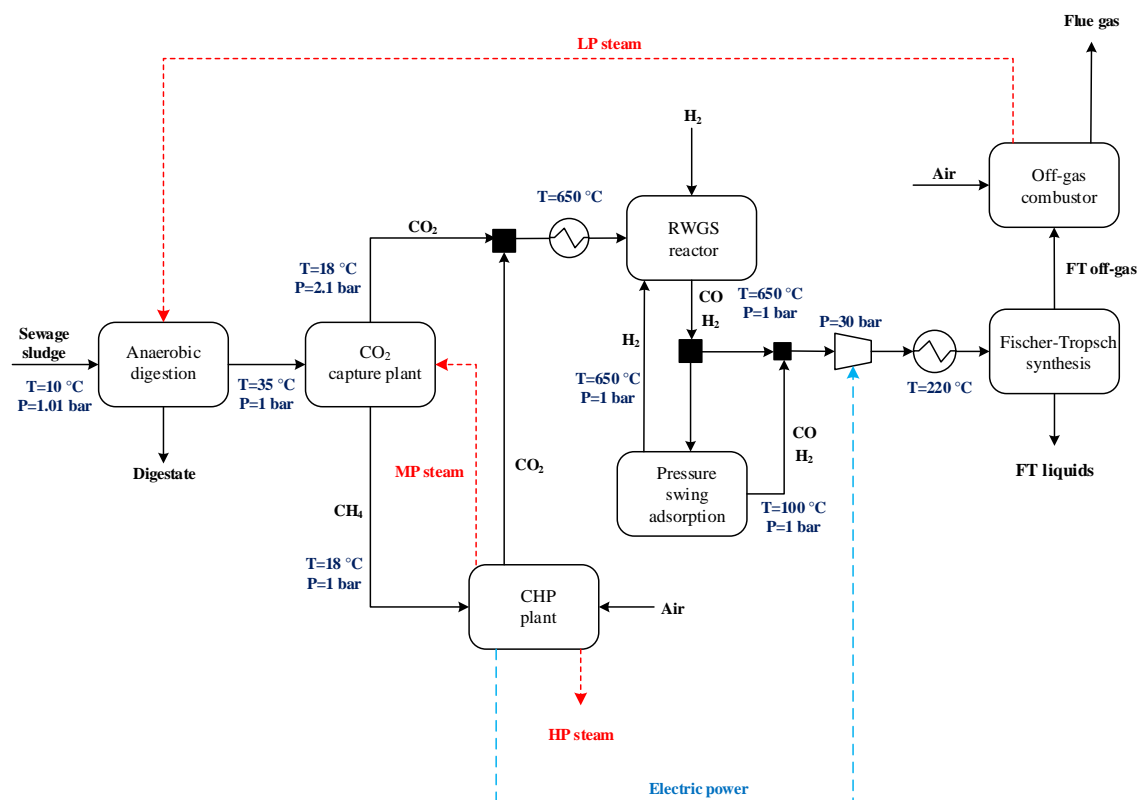 Flue gas
LP steam
H₂
Air
Off-gas
combustor
T=650 °C
CO₂
RWGS
reactor
FT off-gas
T=18 °C
P=2.1 bar
CO
H₂
T=650 °C
P=1 bar
P=30 bar
Sewage
sludge
T=10 °C
P=1.01 bar
Anaerobic
digestion
T=35 °C
P=1 bar
CO₂
capture plant
H₂
T=650 °C
P=1 bar
Fischer-Tropsch
synthesis
T=220 °C
Digestate
MP steam
CO₂
CO
H₂
Pressure
swing
adsorption
FT liquids
T=100 °C
P=1 bar
CH₄
T=18 °C
P=1 bar
CHP
plant
Air
HP steam
Electric power